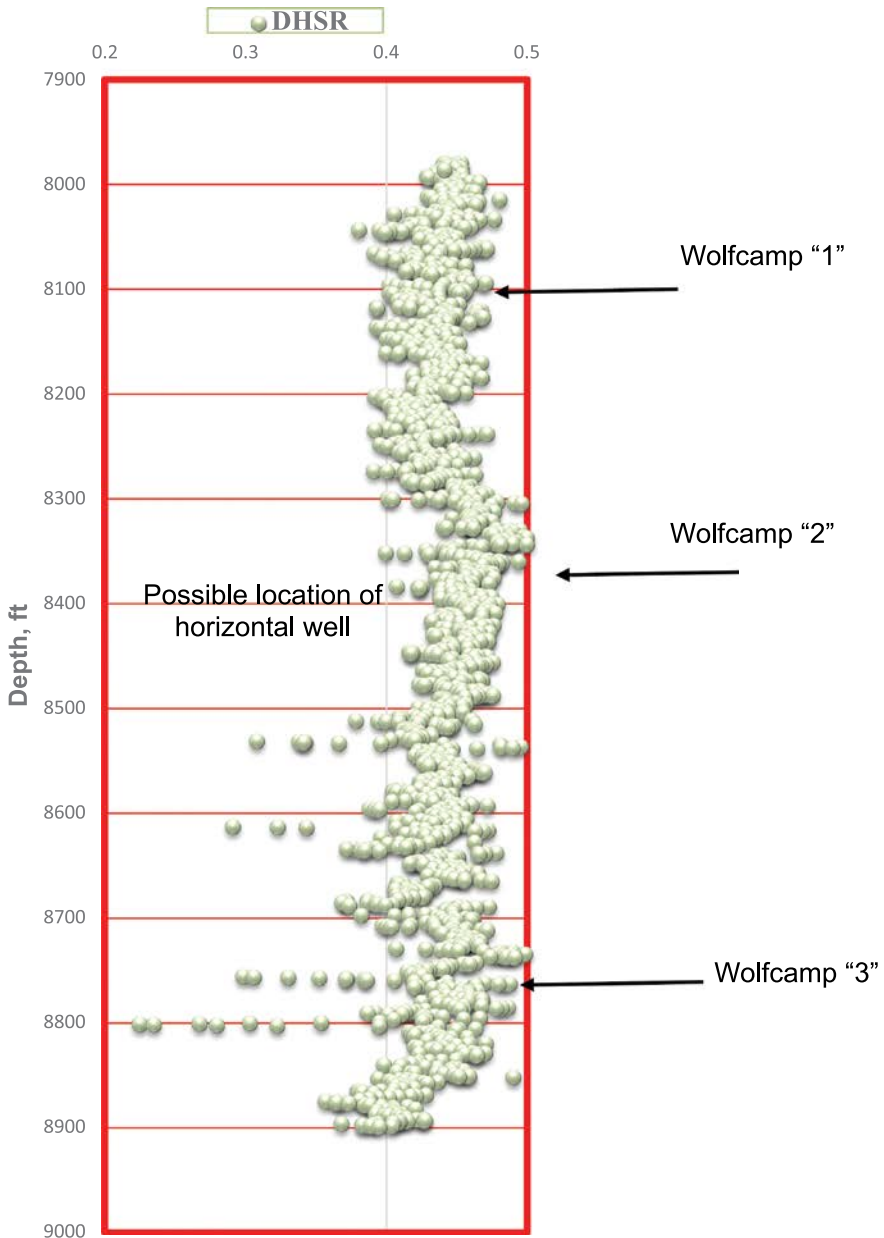 DHSR
0.2 0.3 0.4 0.5
7900
8000
Wolfcamp “1”
8100
8200
8300
Wolfcamp “2”
Possible location of
8400
horizontal well
Depth, ft
8500
8600
8700
Wolfcamp “3”
8800
8900
9000